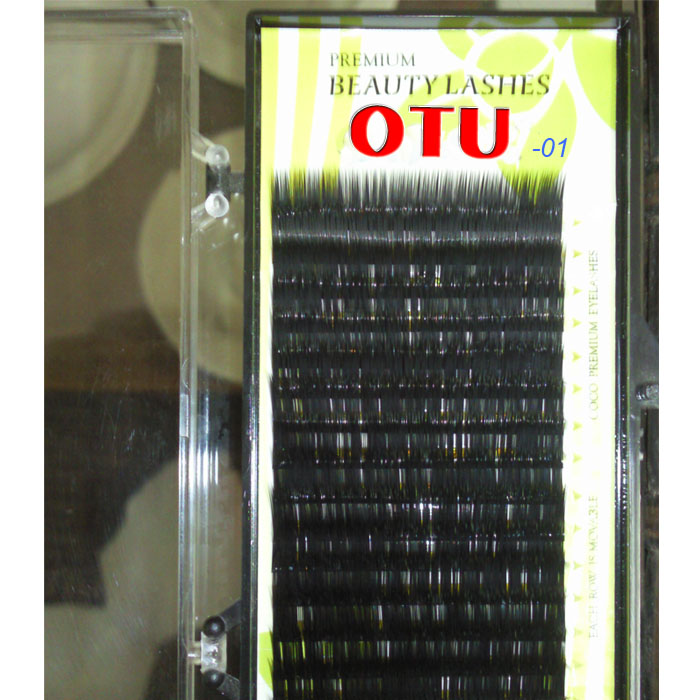 PREMIUM
BEAUTY LASHES
OTU -01
COCO PREMIUM EYELASHES
EACH ROW IS MOVABLE